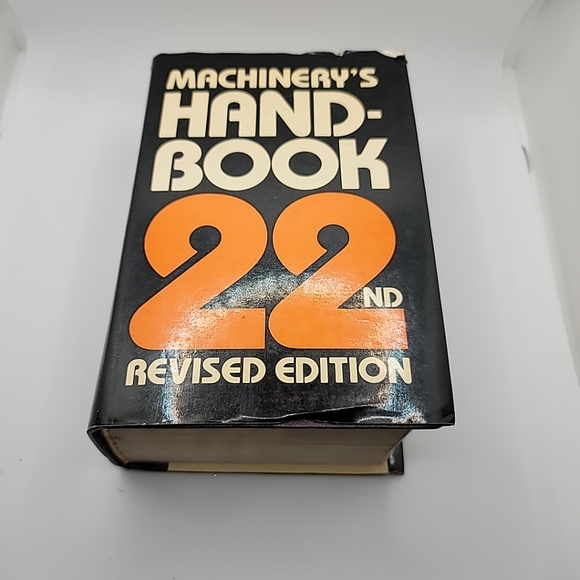 MACHINERY'S
HAND-
BOOK
22ND
REVISED EDITION